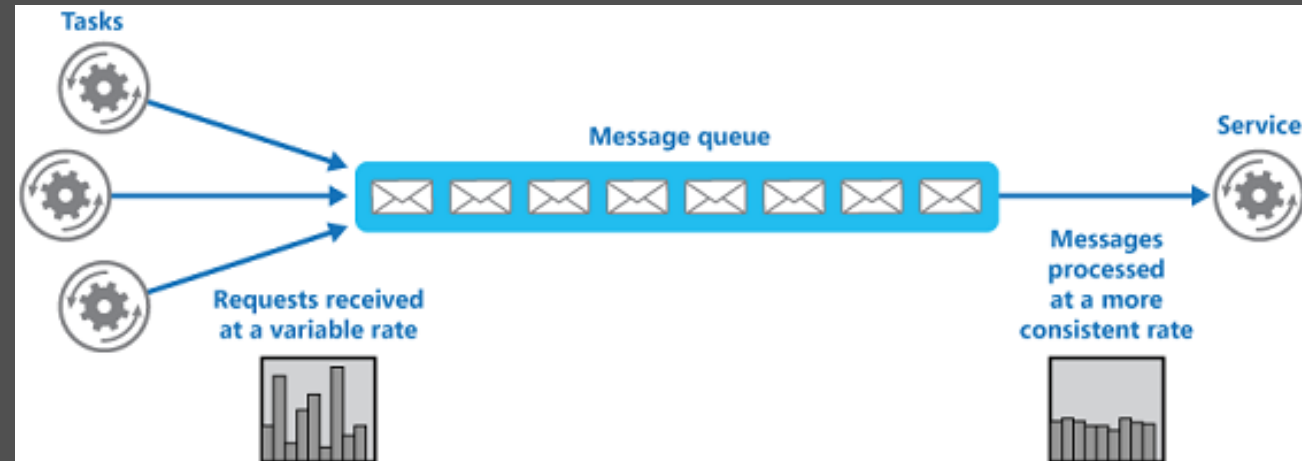 Tasks
Message queue
Service
Requests received
at a variable rate
Messages
processed
at a more
consistent rate